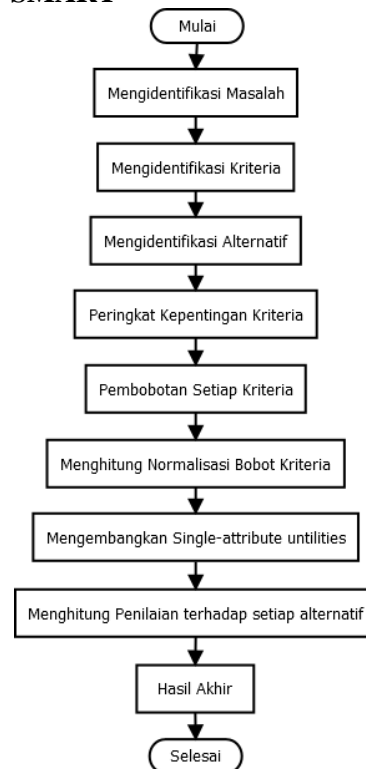 SMART
Mulai
Mengidentifikasi Masalah
Mengidentifikasi Kriteria
Mengidentifikasi Alternatif
Peringkat Kepentingan Kriteria
Pembobotan Setiap Kriteria
Menghitung Normalisasi Bobot Kriteria
Mengembangkan Single-attribute untilities
Menghitung Penilaian terhadap setiap alternatif
Hasil Akhir
Selesai